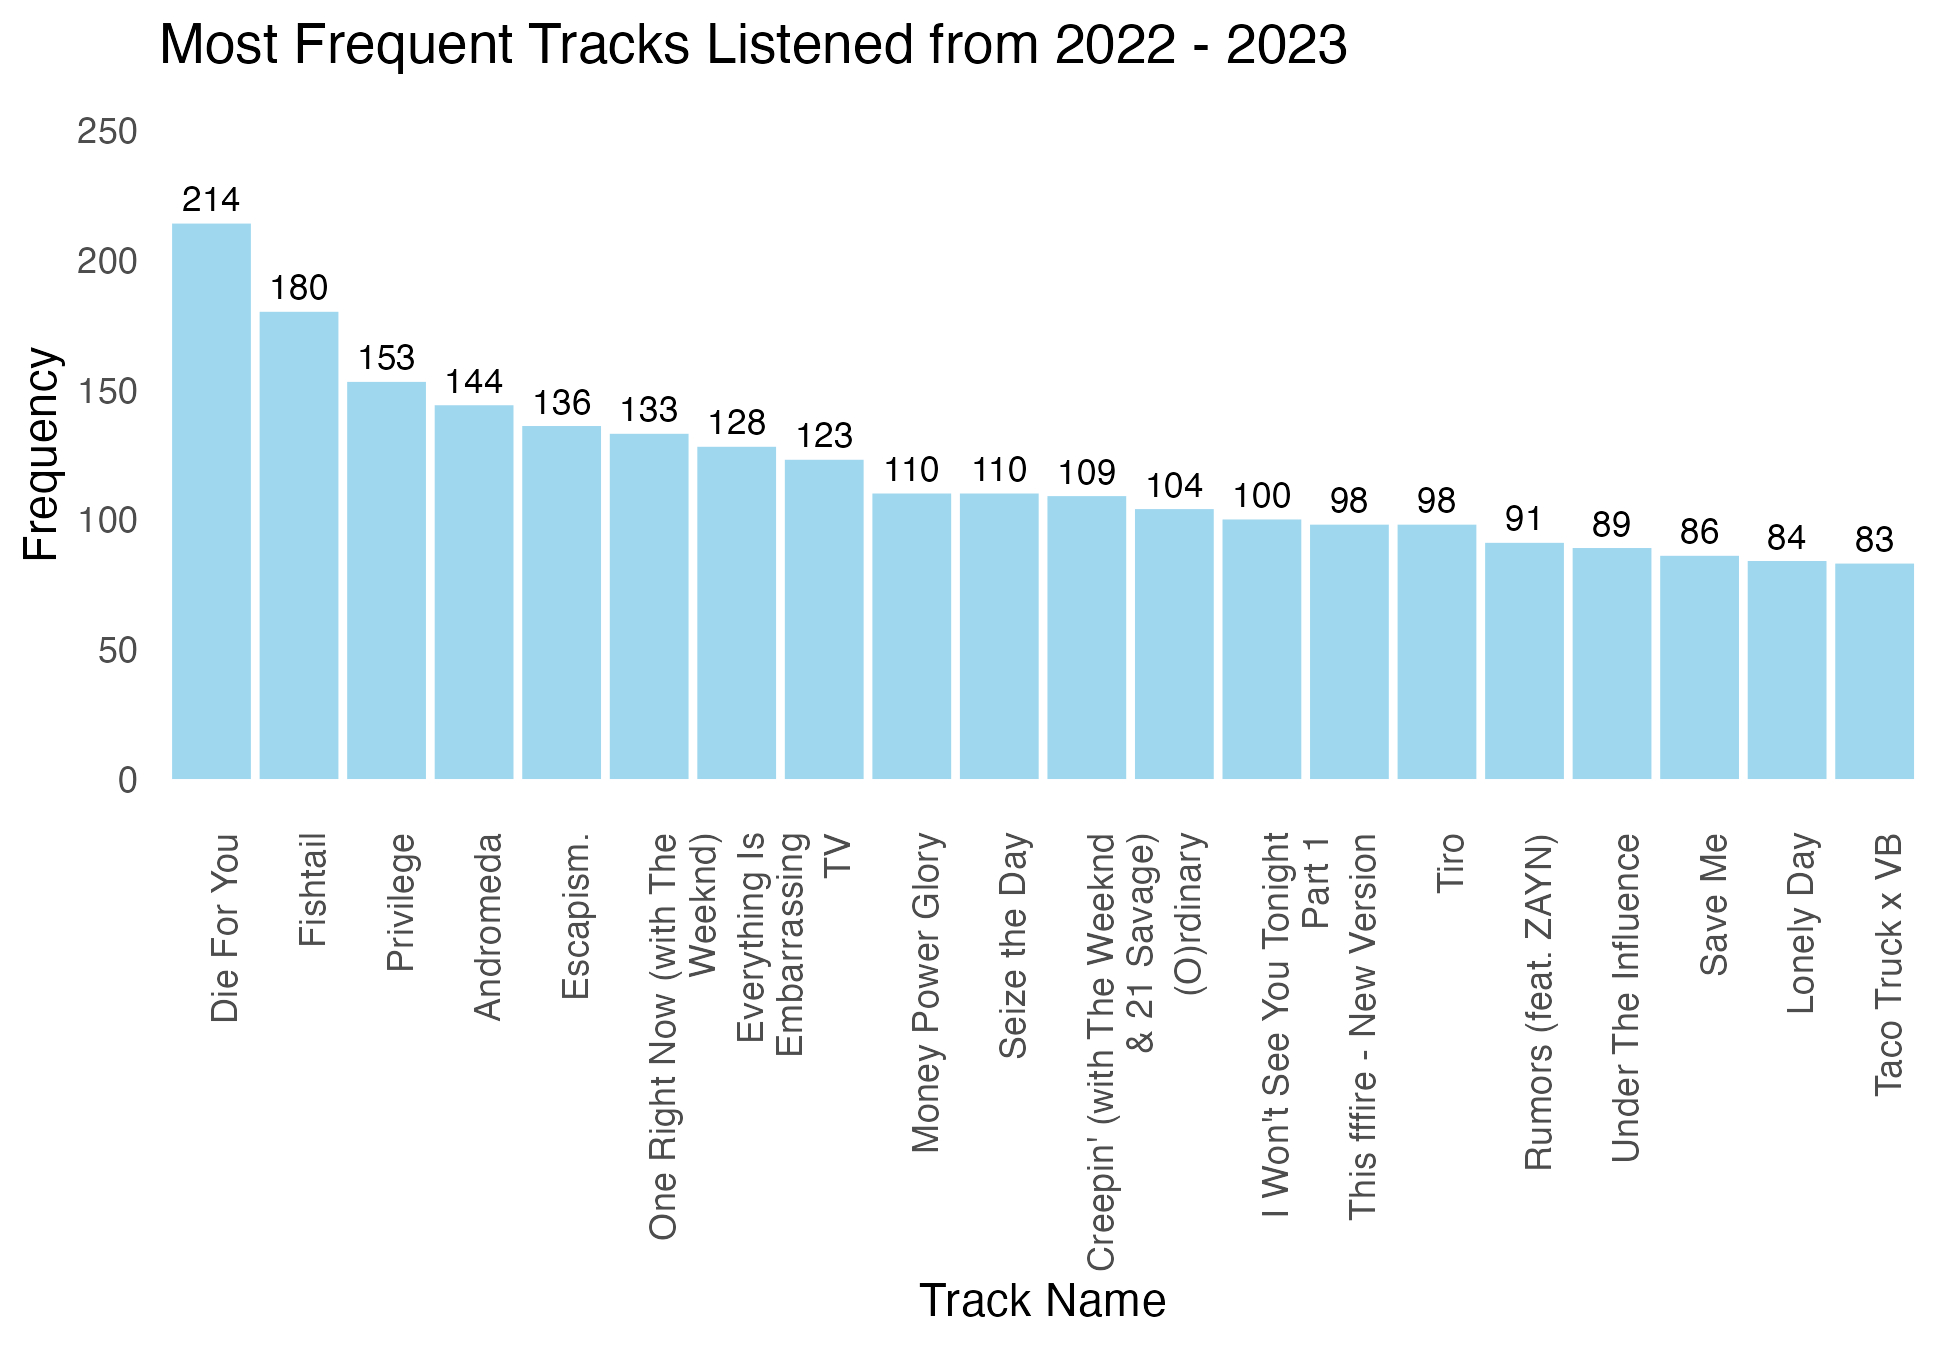 Most Frequent Tracks Listened from 2022 - 2023
Frequency
250
200
150
100
50
0
214
180
153
144
136
133
128
123
110
110
109
104
100
98
98
91
89
86
84
83
Die For You
Fishtail
Privilege
Andromeda
Escapism.
One Right Now (with The
Weeknd)
Everything Is
Embarrassing
TV
Money Power Glory
Seize the Day
Creepin' (with The Weeknd
& 21 Savage)
(O)rdinary
I Won't See You Tonight
Part 1
This fffire - New Version
Tiro
Rumors (feat. ZAYN)
Under The Influence
Save Me
Lonely Day
Taco Truck x VB
Track Name